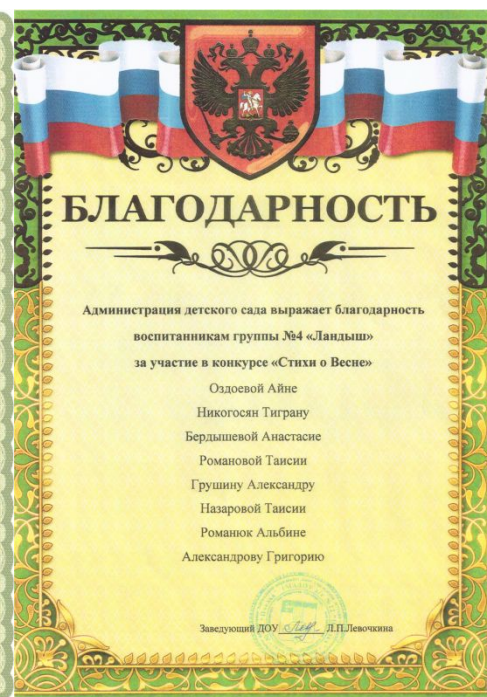 БЛАГОДАРНОСТЬ
Администрация детского сада выражает благодарность
воспитанникам группы №4 «Ландыш»
за участие в конкурсе «Стихи о Весне»
Оздоевой Айне
Никогосян Тиграну
Бердышевой Анастасие
Романовой Таисии
Грушину Александру
Назаровой Таисии
Романюк Альбине
Александрову Григорию
Заведующий ДОУ Л.П.Левочкина